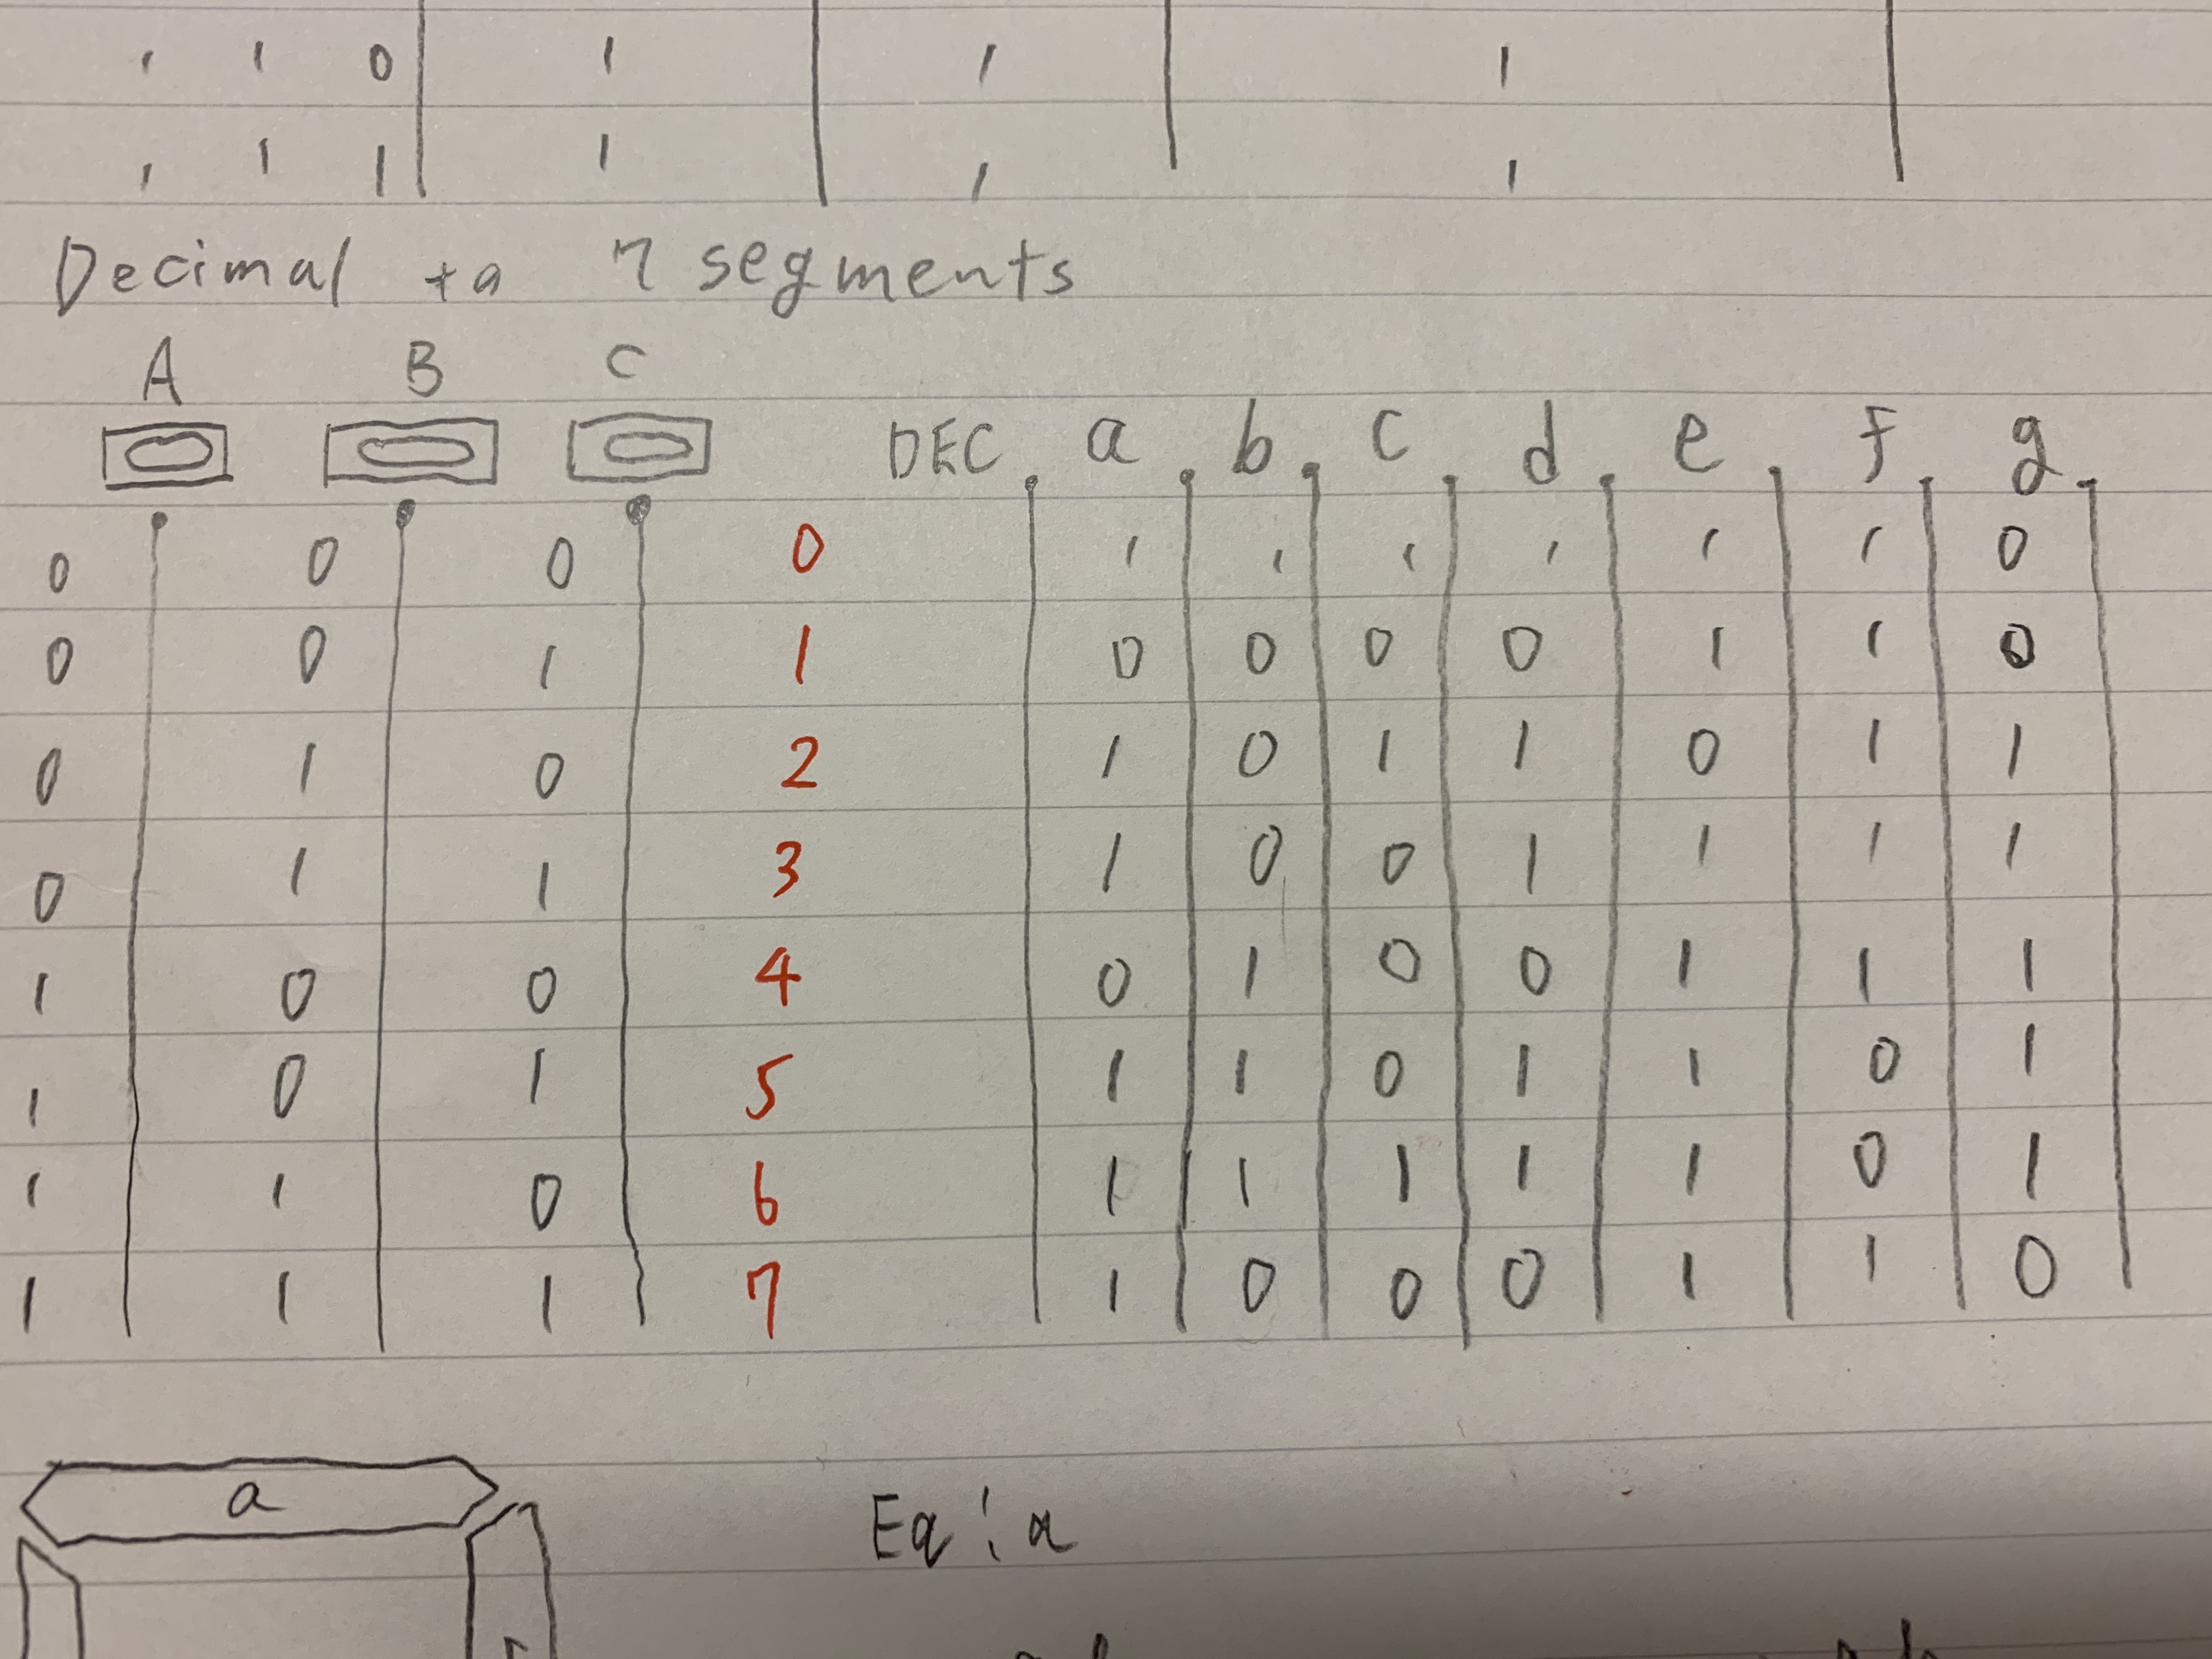 1 1 0 1 1 1
1 1 1 1 1 1
Decimal to 7 segments
A B C
DEC a b c d e f g
0 0 0 0 1 1 1 1 1 1 0
0 0 1 1 0 0 0 0 1 1 0
0 1 0 2 1 0 1 1 0 1 1
0 1 1 3 1 0 0 1 1 1 1
1 0 0 4 0 1 0 0 1 1 1
1 0 1 5 1 1 0 1 1 0 1
1 1 0 6 1 1 1 1 1 0 1
1 1 1 7 1 0 0 0 1 1 0
a
Eq: a